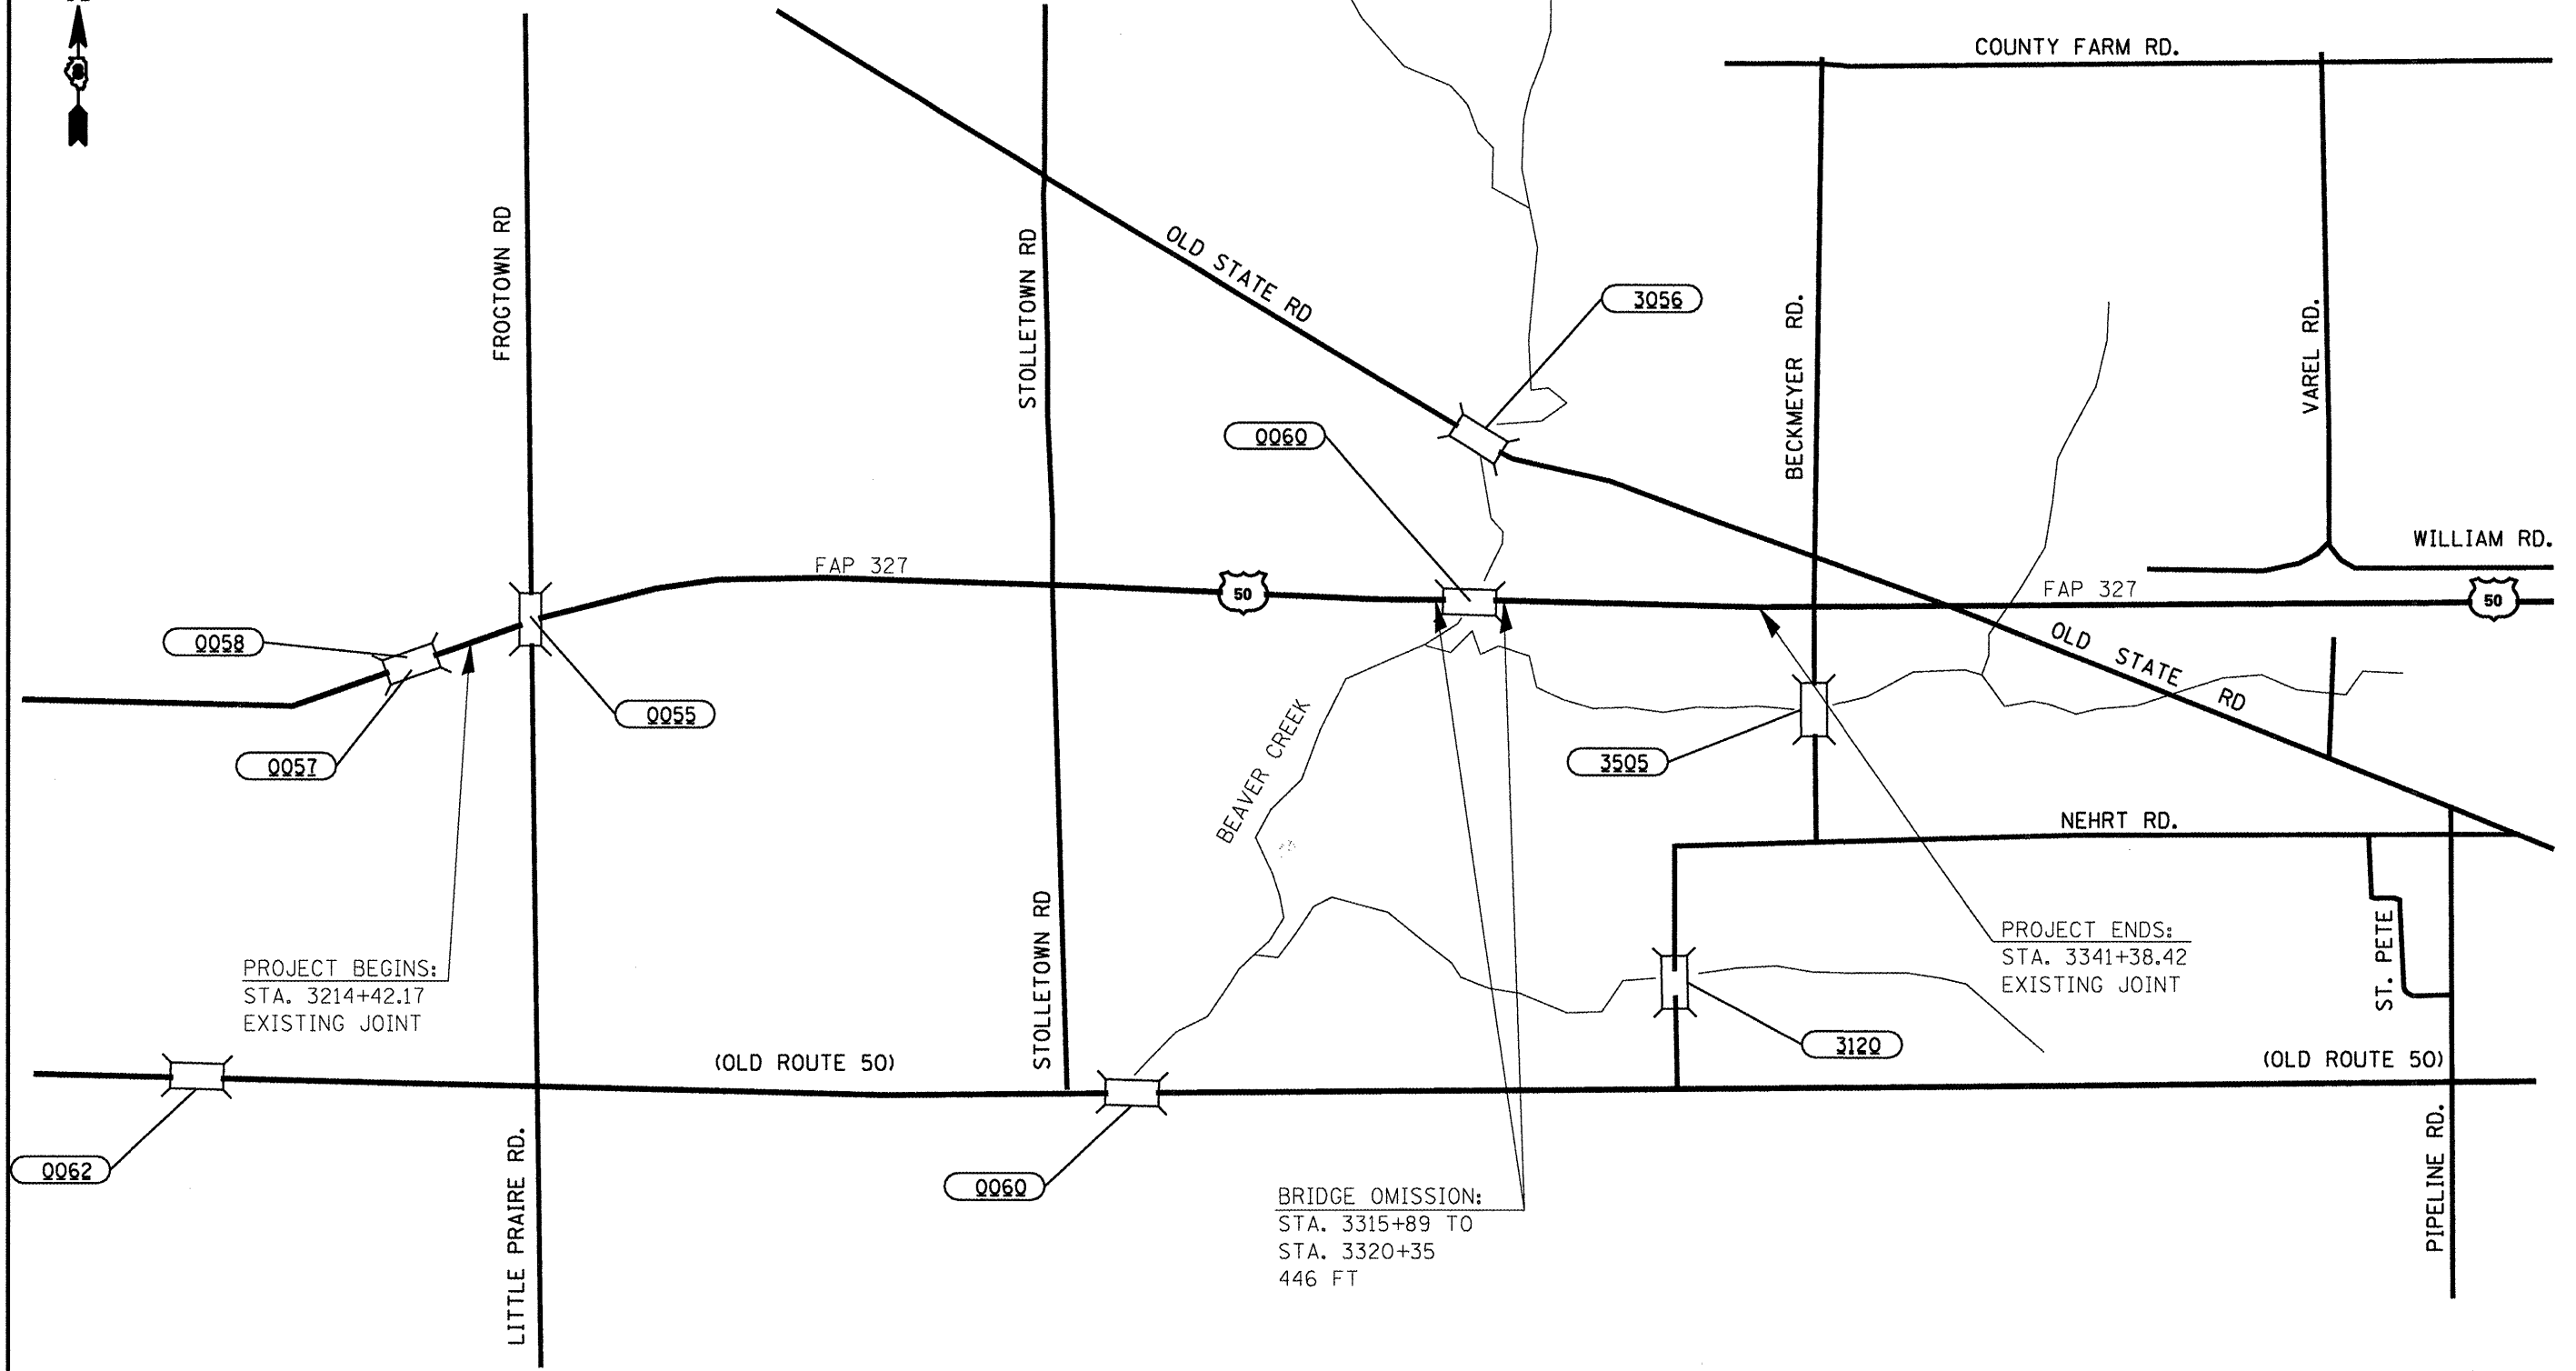 COUNTY FARM RD.
FROGTOWN RD
STOLLETOWN RD
OLD STATE RD
3056
BECKMEYER RD.
VAREL RD.
0060
WILLIAM RD.
FAP 327
50
FAP 327
50
0058
0055
0057
OLD STATE RD
BEAVER CREEK
3505
NEHRT RD.
PROJECT BEGINS:
STA. 3214+42.17
EXISTING JOINT
STOLLETOWN RD
PROJECT ENDS:
STA. 3341+38.42
EXISTING JOINT
ST. PETE
3120
(OLD ROUTE 50)
(OLD ROUTE 50)
0062
LITTLE PRAIRE RD.
0060
BRIDGE OMISSION:
STA. 3315+89 TO
STA. 3320+35
446 FT
PIPELINE RD.